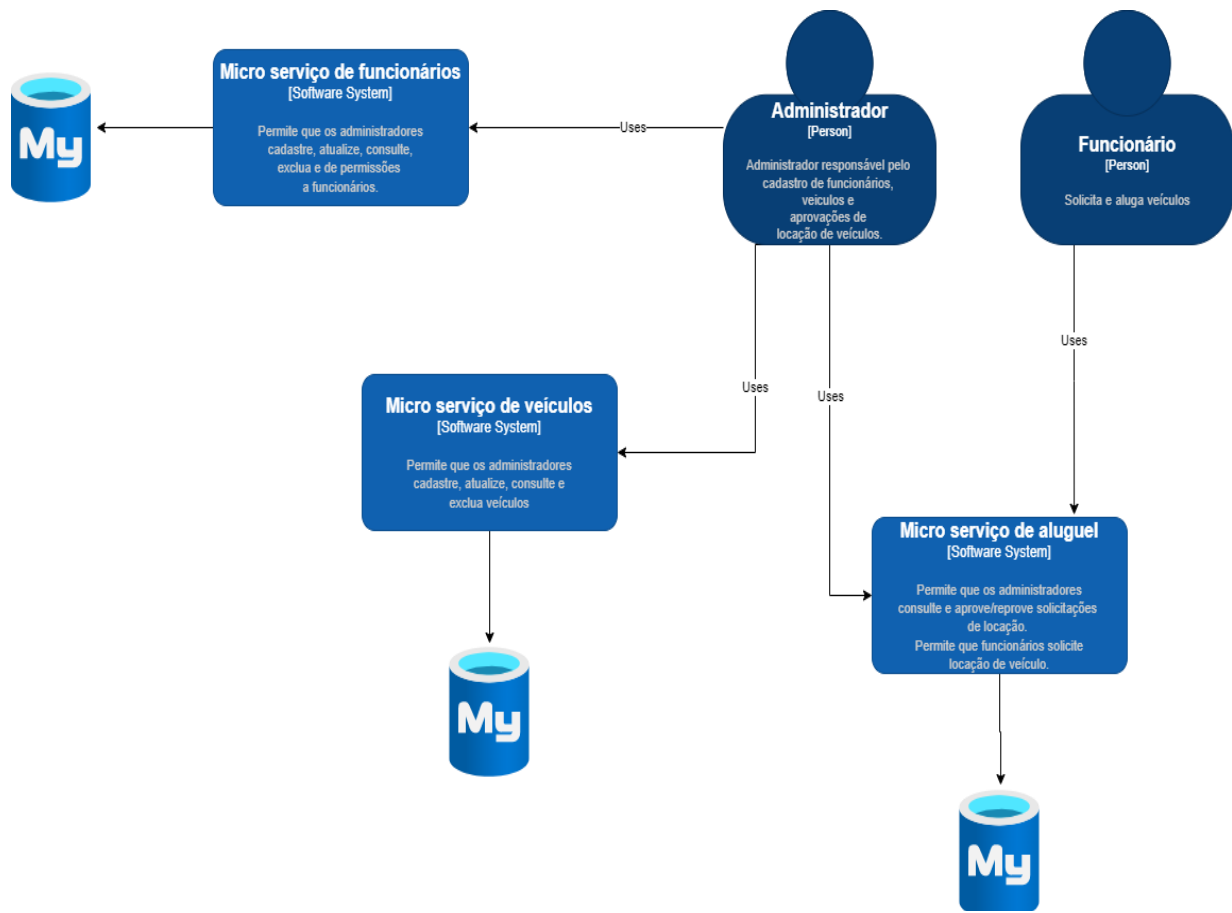 Micro serviço de funcionários
[Software System]
Permite que os administradores
cadastre, atualize, consulte,
exclua e de permissões
a funcionários.
My
Uses
Administrador
[Person]
Administrador responsável pelo
cadastro de funcionários,
veiculos e
aprovações de
locação de veículos.
Funcionário
[Person]
Solicita e aluga veículos
Uses
Uses
Uses
Micro serviço de veículos
[Software System]
Permite que os administradores
cadastre, atualize, consulte e
exclua veículos
My
Micro serviço de aluguel
[Software System]
Permite que os administradores
consulte e aprove/reprove solicitações
de locação.
Permite que funcionários solicite
locação de veículo.
My